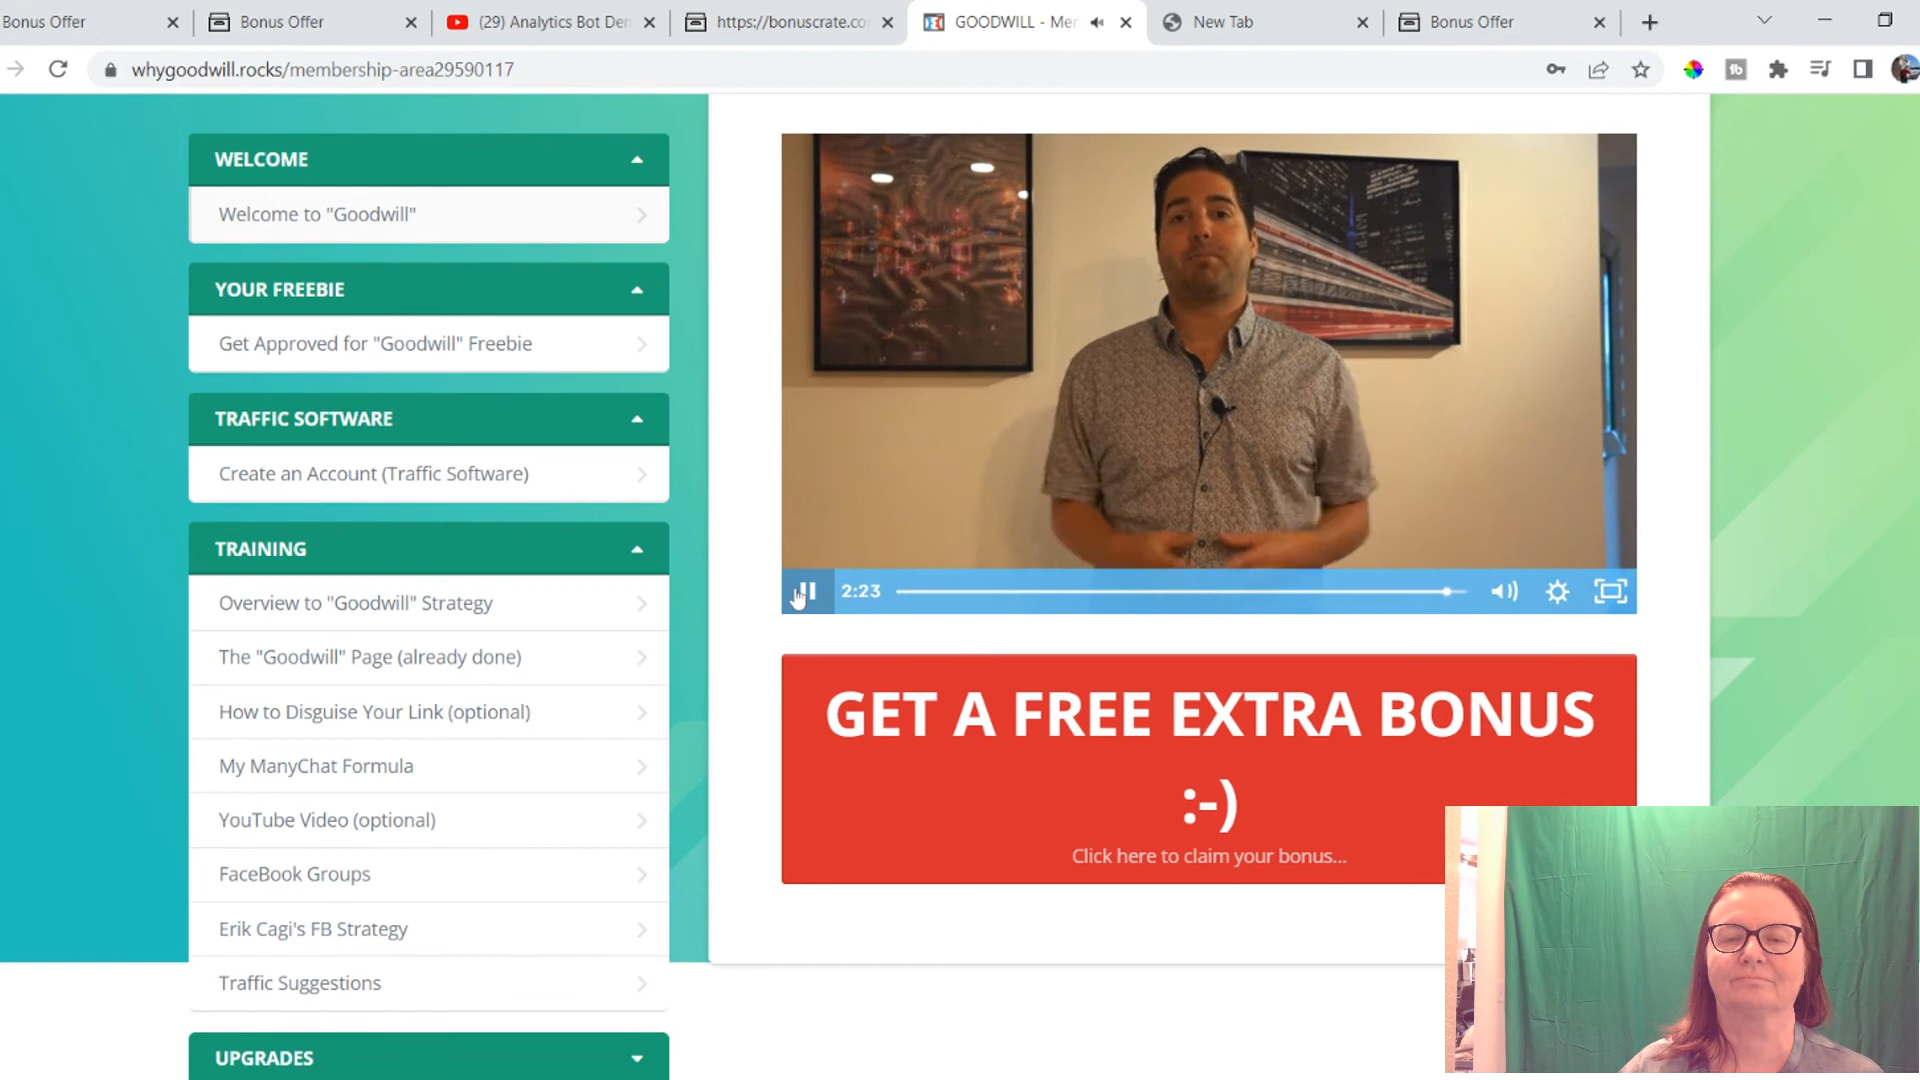 Bonus Offer
Bonus Offer
(29) Analytics Bot Den
https://bonuscrate.co
GOODWILL - Mer
New Tab
Bonus Offer
whygoodwill.rocks/membership-area29590117
WELCOME
Welcome to "Goodwill"
YOUR FREEBIE
Get Approved for "Goodwill" Freebie
TRAFFIC SOFTWARE
Create an Account (Traffic Software)
TRAINING
Overview to "Goodwill" Strategy
The "Goodwill" Page (already done)
How to Disguise Your Link (optional)
My ManyChat Formula
YouTube Video (optional)
FaceBook Groups
Erik Cagi's FB Strategy
Traffic Suggestions
UPGRADES
2:23
GET A FREE EXTRA BONUS
:-)
Click here to claim your bonus...